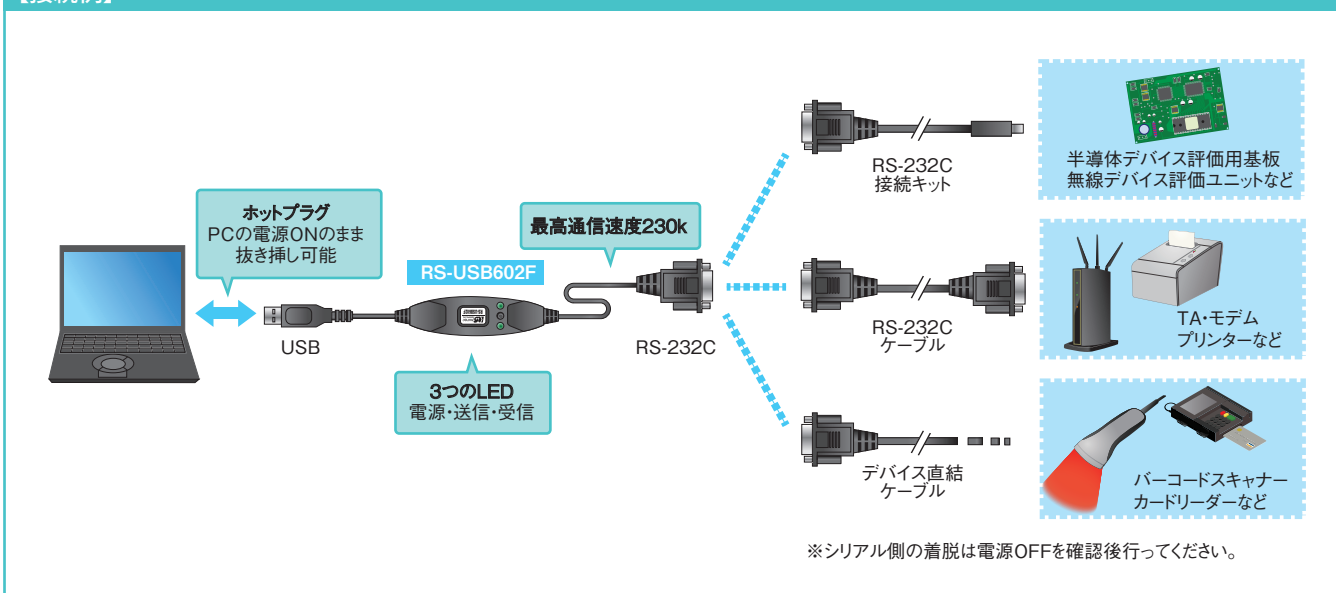 【接続例】
ホットプラグ
PCの電源ONのまま
抜き挿し可能
USB
RS-USB602F
3つのLED
電源・送信・受信
最高通信速度230k
RS-232C
RS-232C
接続キット
半導体デバイス評価用基板
無線デバイス評価ユニットなど
RS-232C
ケーブル
TA・モデム
プリンターなど
デバイス直結
ケーブル
バーコードスキャナー
カードリーダーなど
※シリアル側の着脱は電源OFFを確認後行ってください。